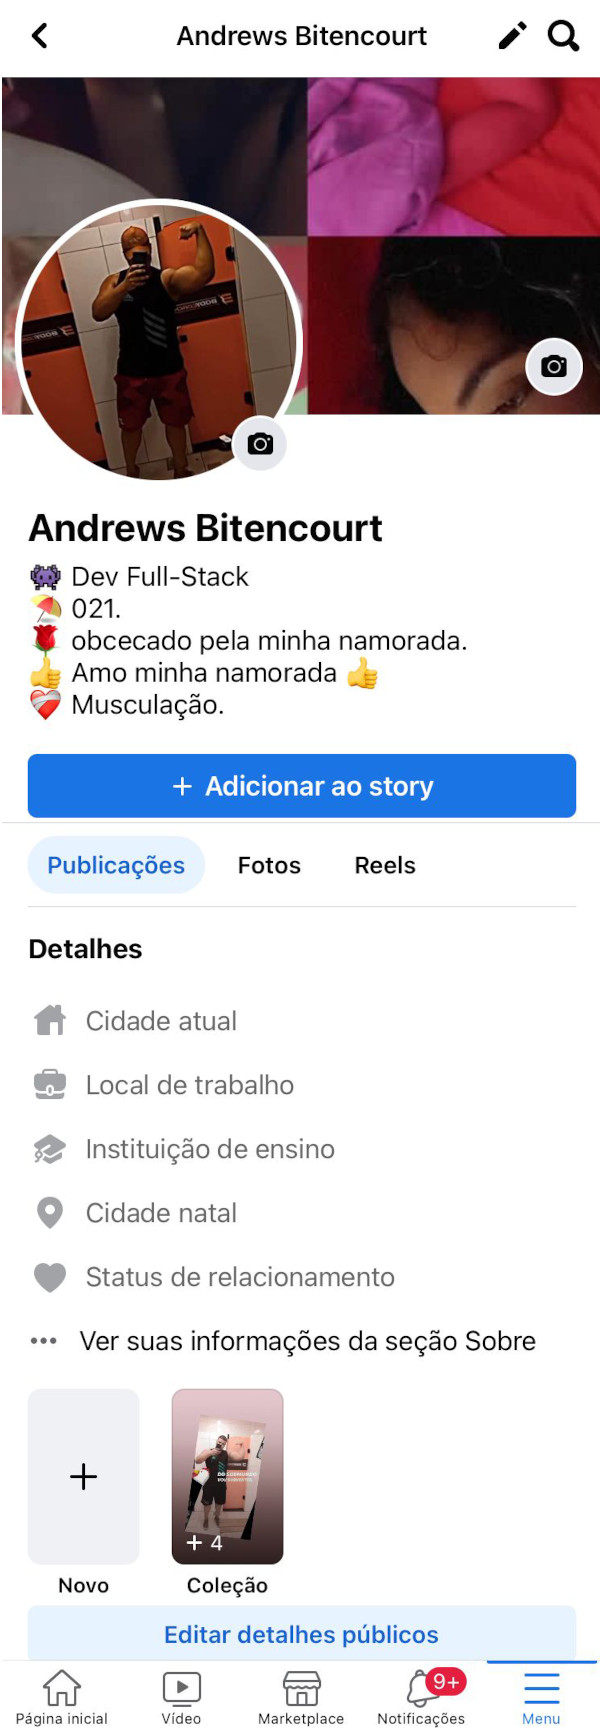 Andrews Bitencourt
Andrews Bitencourt
👾 Dev Full-Stack
⛱️ 021.
🌹 obcecado pela minha namorada.
👍 Amo minha namorada 👍
❤️‍🩹 Musculação.
+ Adicionar ao story
Publicações Fotos Reels
Detalhes
Cidade atual
Local de trabalho
Instituição de ensino
Cidade natal
Status de relacionamento
••• Ver suas informações da seção Sobre
+ 4
Novo Coleção
Editar detalhes públicos
9+
Página inicial Vídeo Marketplace Notificações Menu